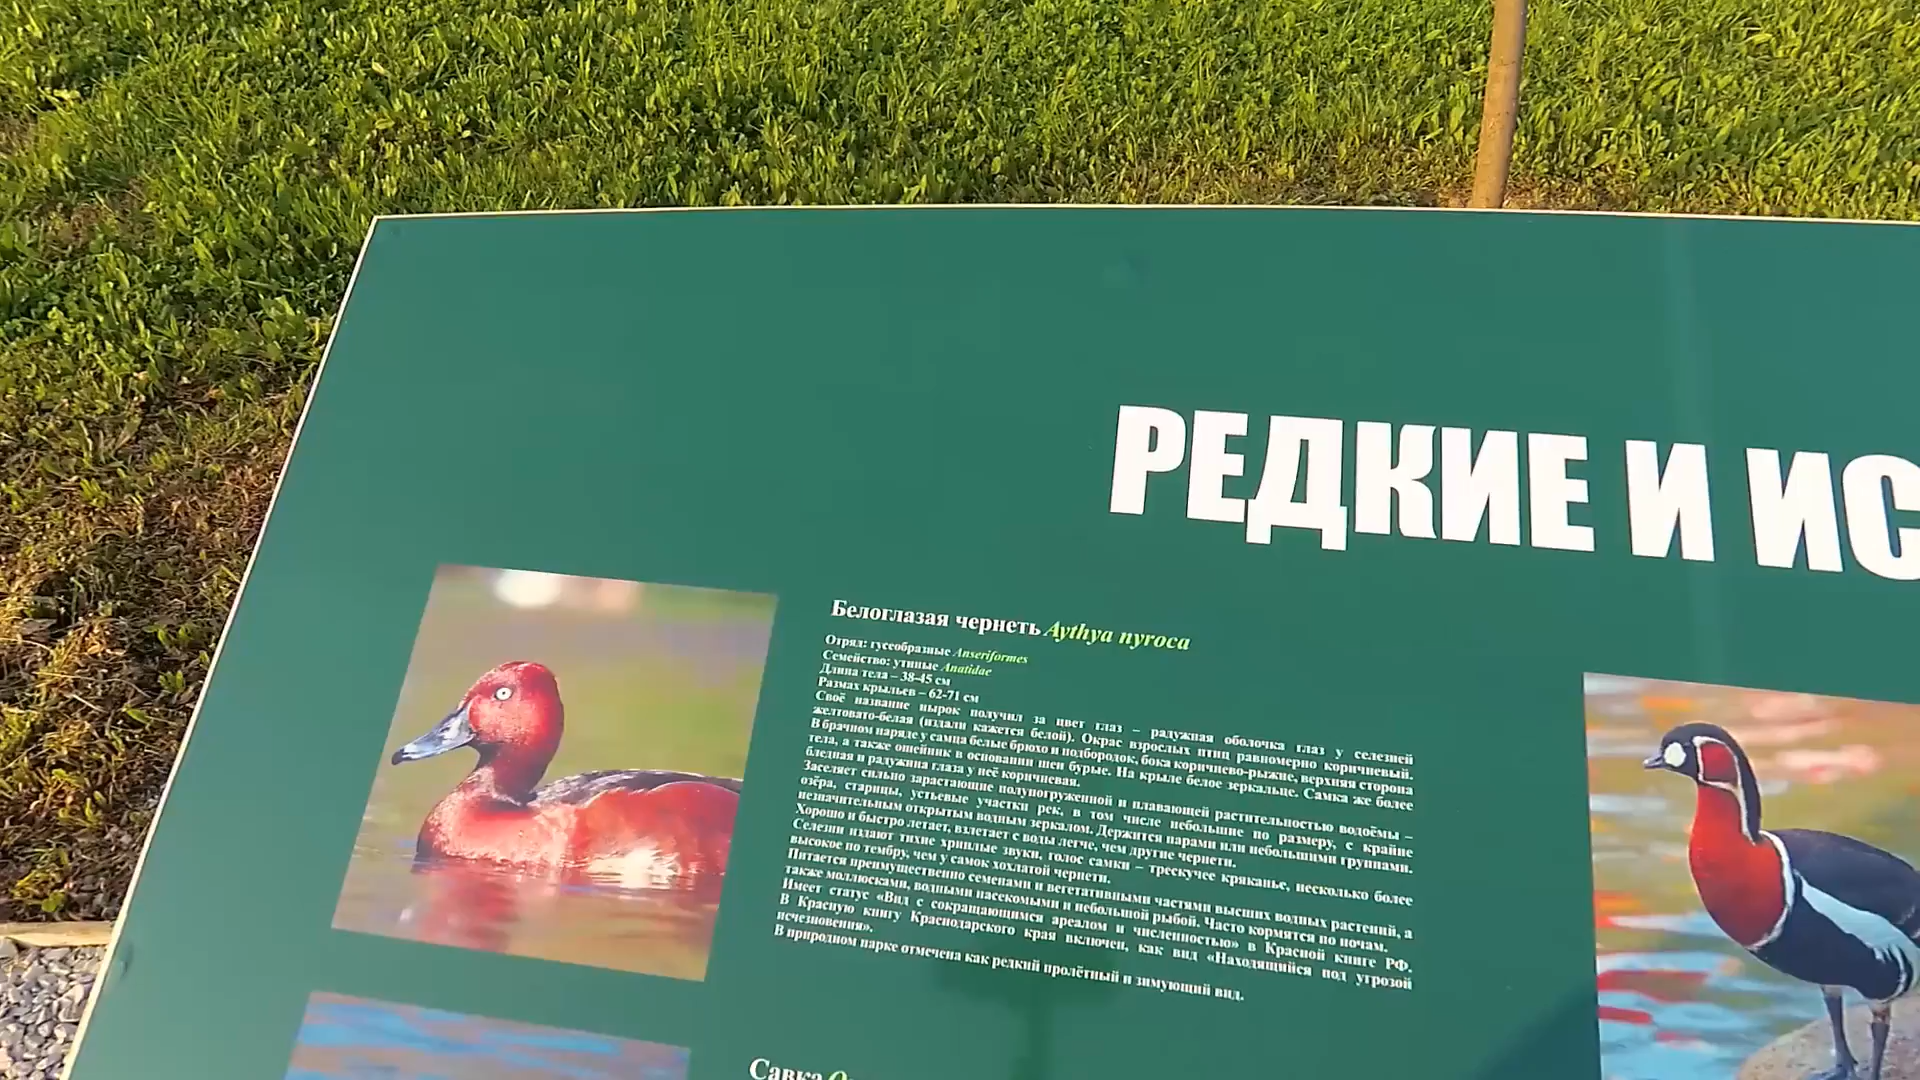 РЕДКИЕ И ИС
Белоглазая чернеть Aythya nyroca
Отряд: гусеобразные Anseriformes
Семейство: утиные Anatidae
Длина тела – 38-45 см
Размах крыльев – 62-71 см
Своё название нырок получил за цвет глаз – радужная оболочка глаз у селезней
желтовато-белая (издали кажется белой). Окрас взрослых птиц равномерно коричневый.
В брачном наряде у самца белые брюхо и подбородок, бока коричнево-рыжие, верхняя сторона
тела, а также ошейник в основании шеи бурые. На крыле белое зеркальце. Самка же более
бледная и радужина глаза у неё коричневая.
Заселяет сильно зарастающие полупогруженной и плавающей растительностью водоёмы –
озёра, старицы, устьевые участки рек, в том числе небольшие по размеру, с крайне
незначительным открытым водным зеркалом. Держится парами или небольшими группами.
Хорошо и быстро летает, взлетает с воды легче, чем другие чернети.
Селезни издают тихие хриплые звуки, голос самки – трескучее кряканье, несколько более
высокое по тембру, чем у самок хохлатой чернети.
Питается преимущественно семенами и вегетативными частями высших водных растений, а
также моллюсками, водными насекомыми и небольшой рыбой. Часто кормятся по ночам.
Имеет статус «Вид с сокращающимся ареалом и численностью» в Красной книге РФ.
В Красную книгу Краснодарского края включен, как вид «Находящийся под угрозой
исчезновения».
В природном парке отмечена как редкий пролётный и зимующий вид.
Савка